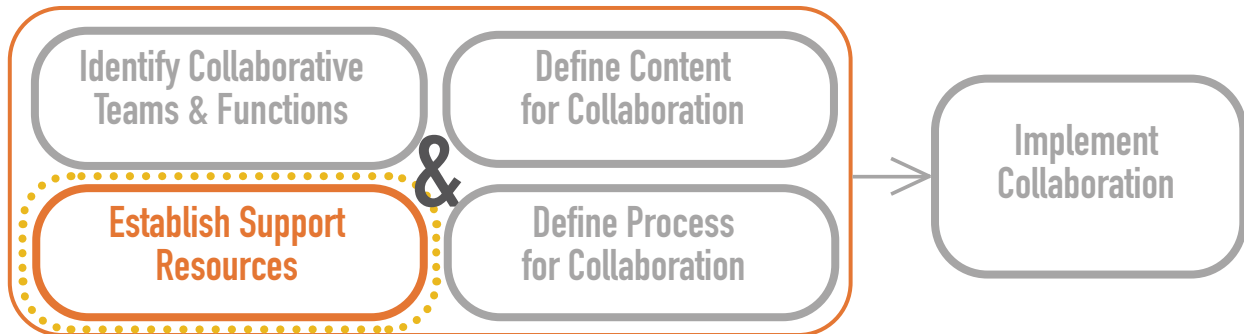 Identify Collaborative
Teams & Functions
Define Content
for Collaboration
&
Establish Support
Resources
Define Process
for Collaboration
Implement
Collaboration